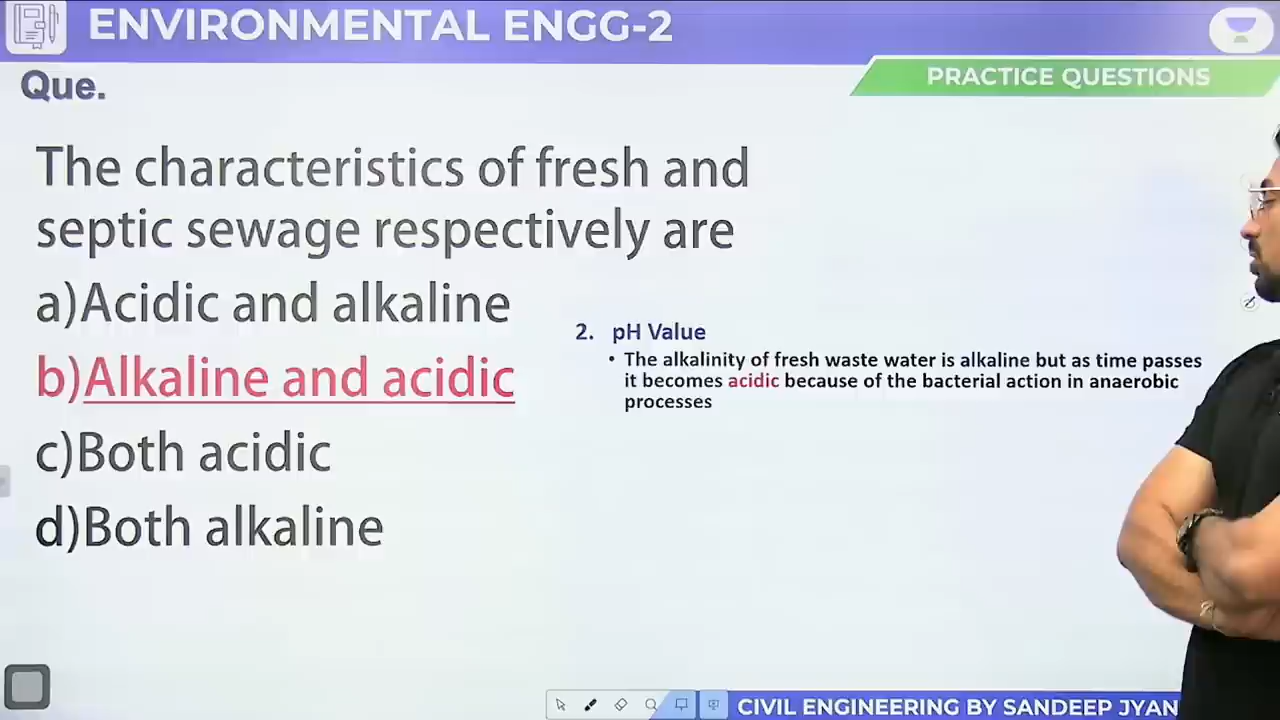 ENVIRONMENTAL ENGG-2
Que.
PRACTICE QUESTIONS
The characteristics of fresh and
septic sewage respectively are
a)Acidic and alkaline
b)Alkaline and acidic
c)Both acidic
d)Both alkaline
2. pH Value
• The alkalinity of fresh waste water is alkaline but as time passes
it becomes acidic because of the bacterial action in anaerobic
processes
CIVIL ENGINEERING BY SANDEEP JYAN